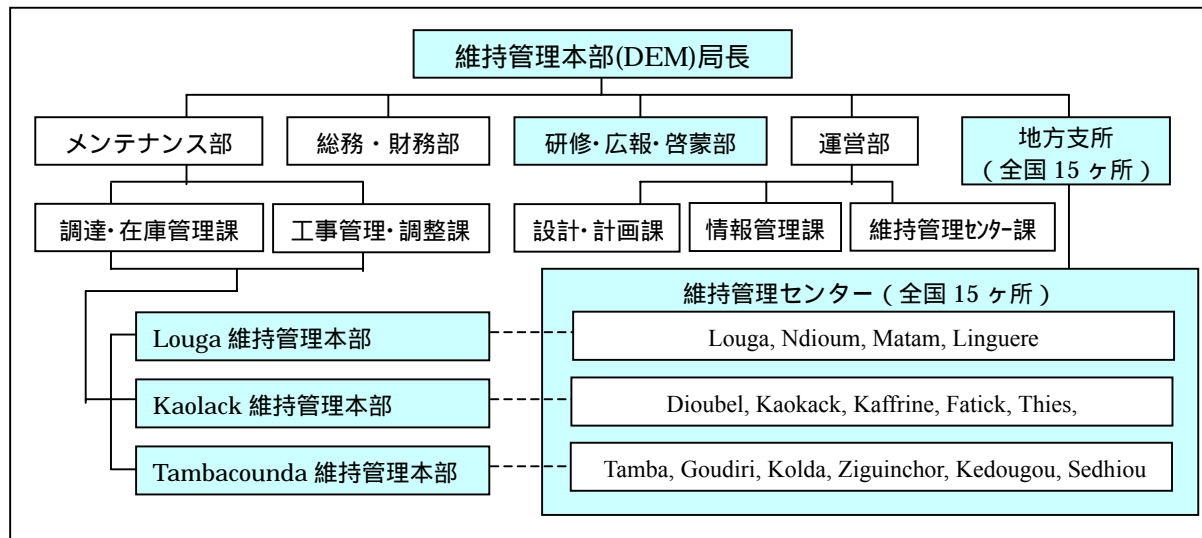 維持管理本部(DEM)局長
メンテナンス部
総務・財務部
研修・広報・啓蒙部
運営部
地方支所
(全国 15 ヶ所)
調達・在庫管理課
工事管理・調整課
設計・計画課
情報管理課
維持管理ｾﾝﾀｰ課
維持管理センター(全国 15 ヶ所)
Louga 維持管理本部
Louga, Ndioum, Matam, Linguere
Kaolack 維持管理本部
Dioubel, Kaokack, Kaffrine, Fatick, Thies,
Tambacounda 維持管理本部
Tamba, Goudiri, Kolda, Ziguinchor, Kedougou, Sedhiou